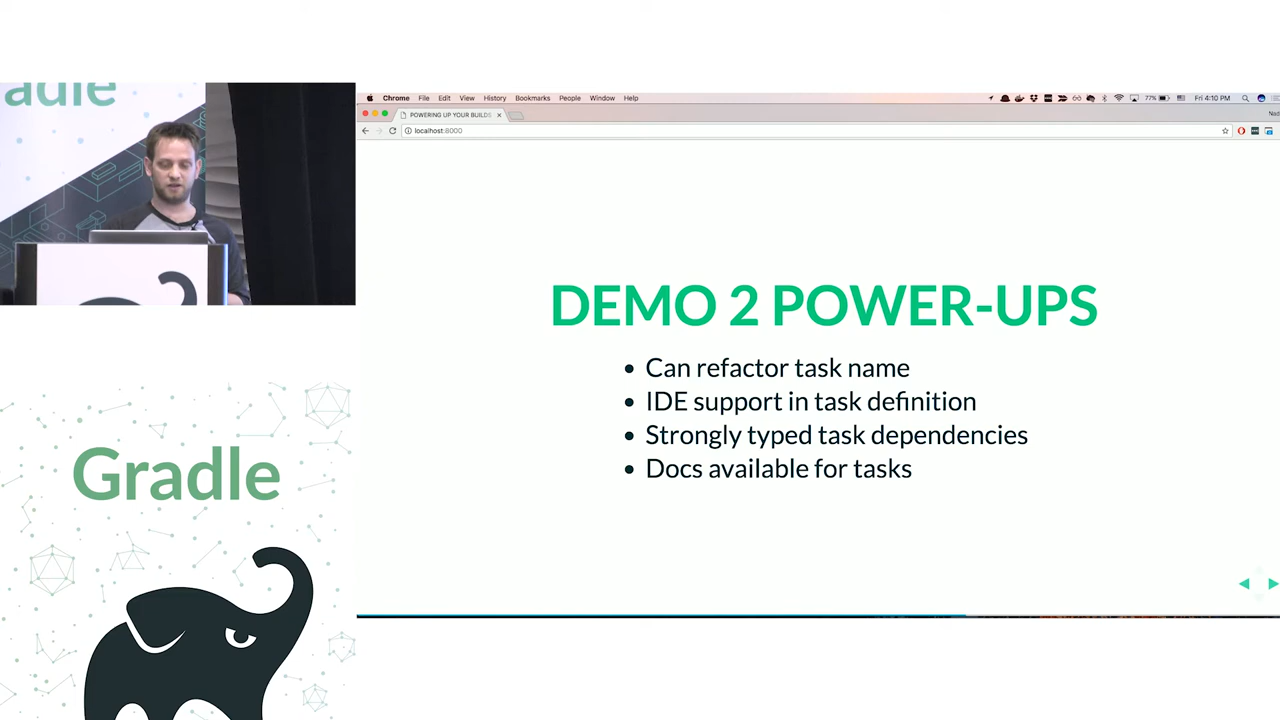 adle
Chrome File Edit View History Bookmarks People Window Help
77% Fri 4:10 PM
POWERING UP YOUR BUILDS
localhost:8000
DEMO 2 POWER-UPS
Can refactor task name
IDE support in task definition
Strongly typed task dependencies
Docs available for tasks
Gradle